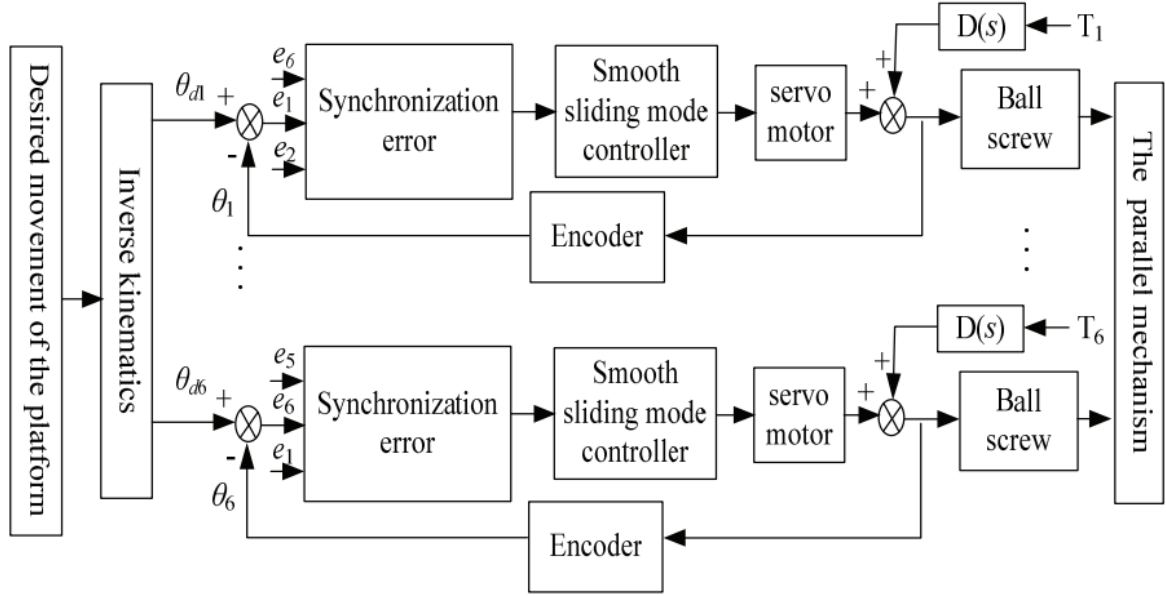 Desired movement of the platform
Inverse kinematics
θd1
+
-
θ1
e6
e1
e2
Synchronization
error
Smooth
sliding mode
controller
servo
motor
+
+
D(s)
T1
Ball
screw
Encoder
The parallel mechanism
θd6
+
-
θ6
e5
e6
e1
Synchronization
error
Smooth
sliding mode
controller
servo
motor
+
+
D(s)
T6
Ball
screw
Encoder